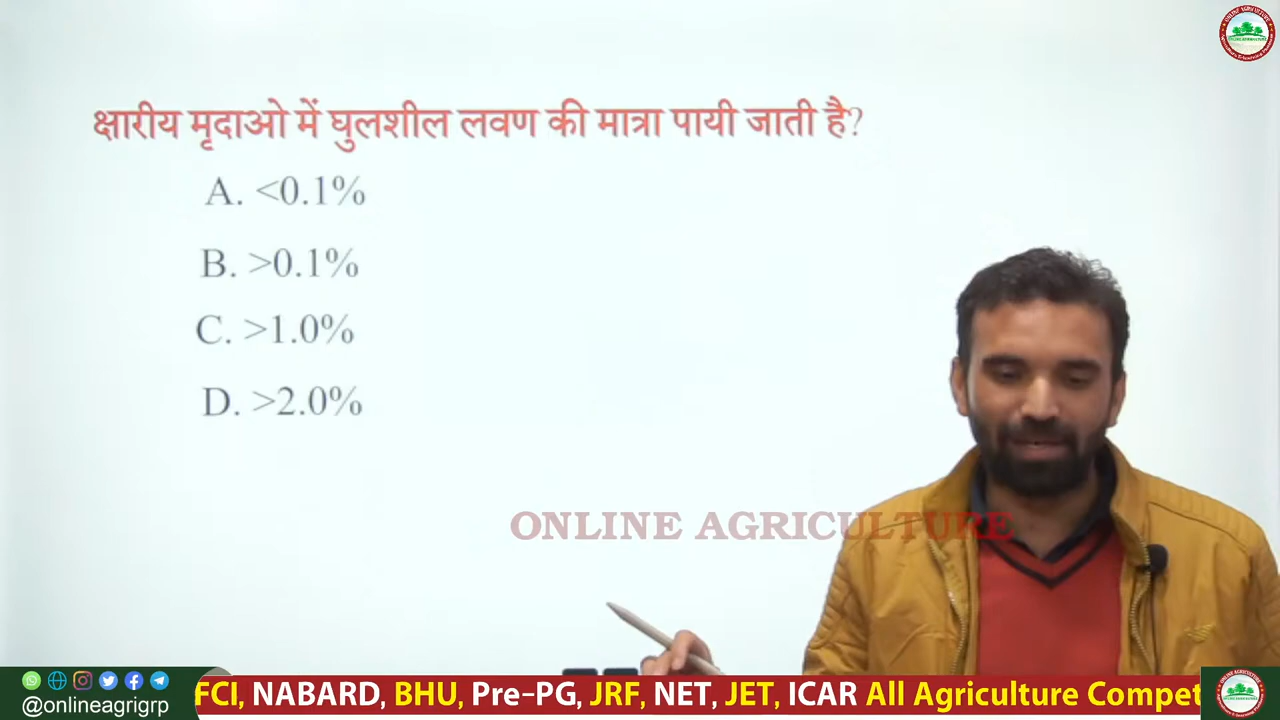 क्षारीय मृदाओ में घुलशील लवण की मात्रा पायी जाती है?
A. <0.1%
B. >0.1%
C. >1.0%
D. >2.0%
ONLINE AGRICULTURE
@onlineagrigrp
FCI, NABARD, BHU, Pre-PG, JRF, NET, JET, ICAR All Agriculture Compet